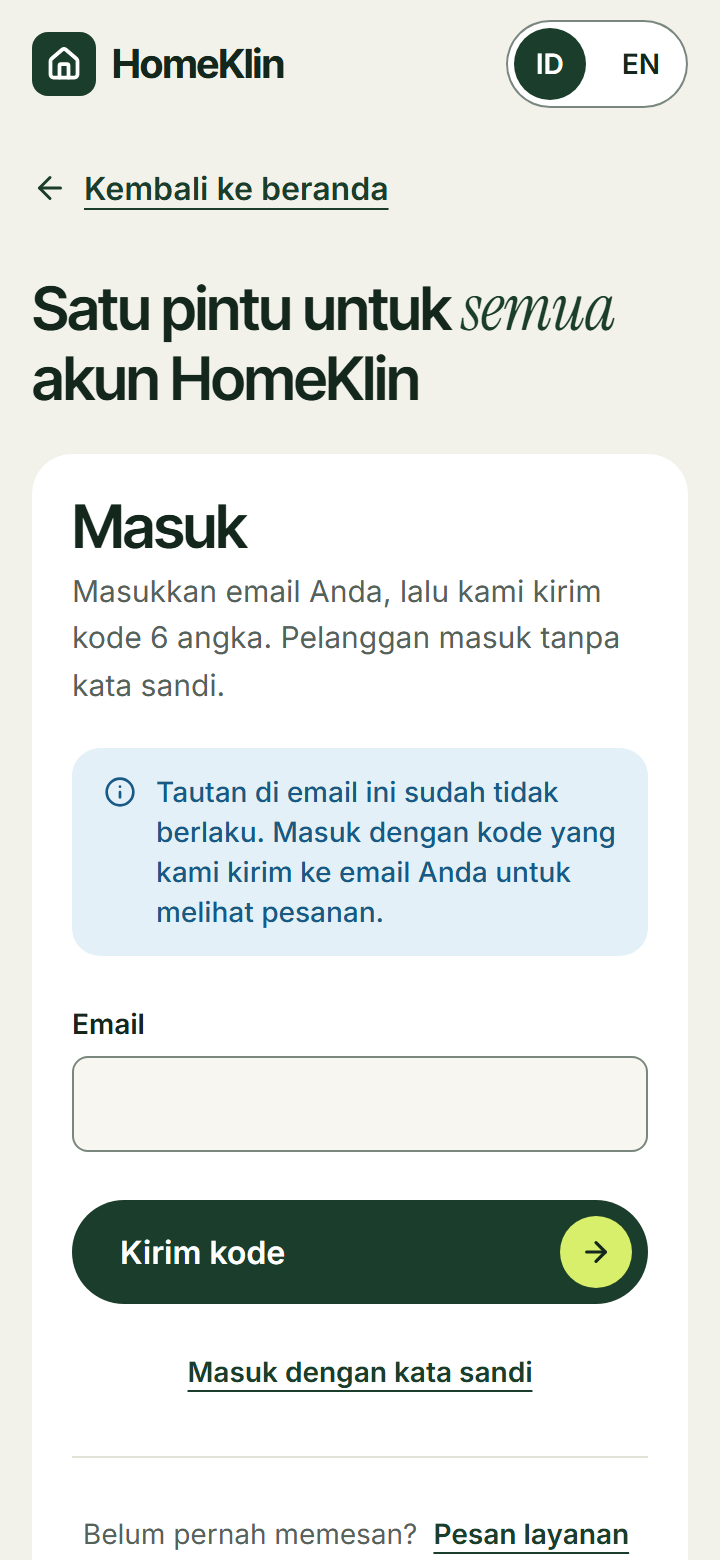 HomeKlin
ID EN
Kembali ke beranda
Satu pintu untuk semua
akun HomeKlin
Masuk
Masukkan email Anda, lalu kami kirim
kode 6 angka. Pelanggan masuk tanpa
kata sandi.
Tautan di email ini sudah tidak
berlaku. Masuk dengan kode yang
kami kirim ke email Anda untuk
melihat pesanan.
Email
Kirim kode
Masuk dengan kata sandi
Belum pernah memesan? Pesan layanan